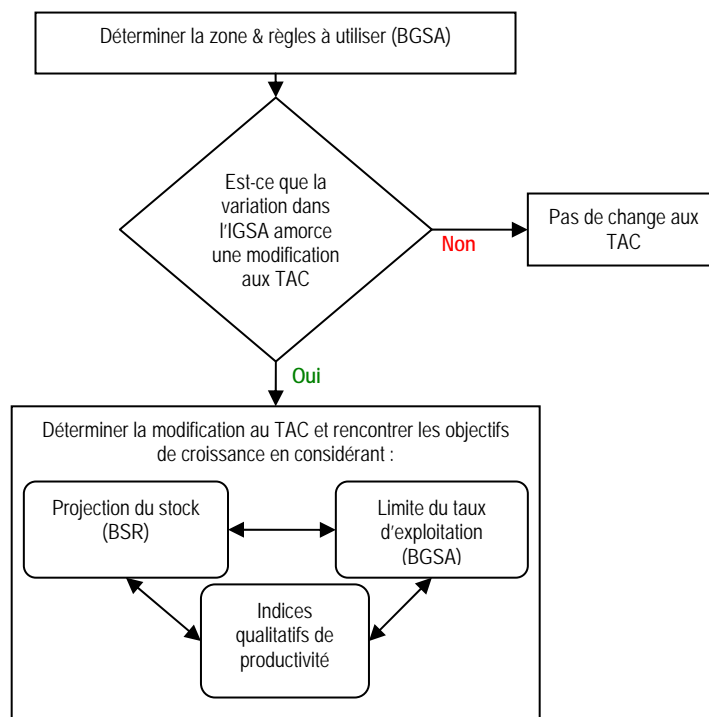 Déterminer la zone & règles à utiliser (BGSA)
Est-ce que la
variation dans
l'IGSA amorce
une modification
aux TAC
Non
Pas de change aux
TAC
Oui
Déterminer la modification au TAC et rencontrer les objectifs
de croissance en considérant :
Projection du stock
(BSR)
Limite du taux
d'exploitation
(BGSA)
Indices
qualitatifs de
productivité